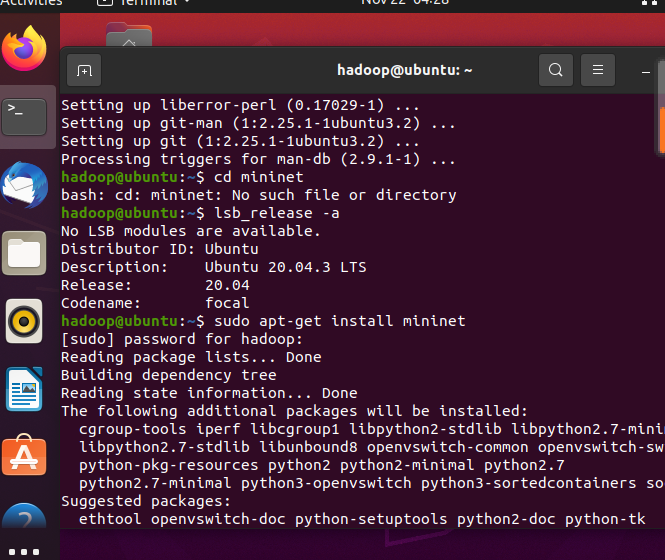 Activities Terminal Nov 22 04:28
hadoop@ubuntu: ~
Setting up liberror-perl (0.17029-1) ...
Setting up git-man (1:2.25.1-1ubuntu3.2) ...
Setting up git (1:2.25.1-1ubuntu3.2) ...
Processing triggers for man-db (2.9.1-1) ...
hadoop@ubuntu:~$ cd mininet
bash: cd: mininet: No such file or directory
hadoop@ubuntu:~$ lsb_release -a
No LSB modules are available.
Distributor ID: Ubuntu
Description: Ubuntu 20.04.3 LTS
Release: 20.04
Codename: focal
hadoop@ubuntu:~$ sudo apt-get install mininet
[sudo] password for hadoop:
Reading package lists... Done
Building dependency tree
Reading state information... Done
The following additional packages will be installed:
cgroup-tools iperf libcgroup1 libpython2-stdlib libpython2.7-mini
libpython2.7-stdlib libunbound8 openvswitch-common openvswitch-sw
python-pkg-resources python2 python2-minimal python2.7
python2.7-minimal python3-openvswitch python3-sortedcontainers so
Suggested packages:
ethtool openvswitch-doc python-setuptools python2-doc python-tk